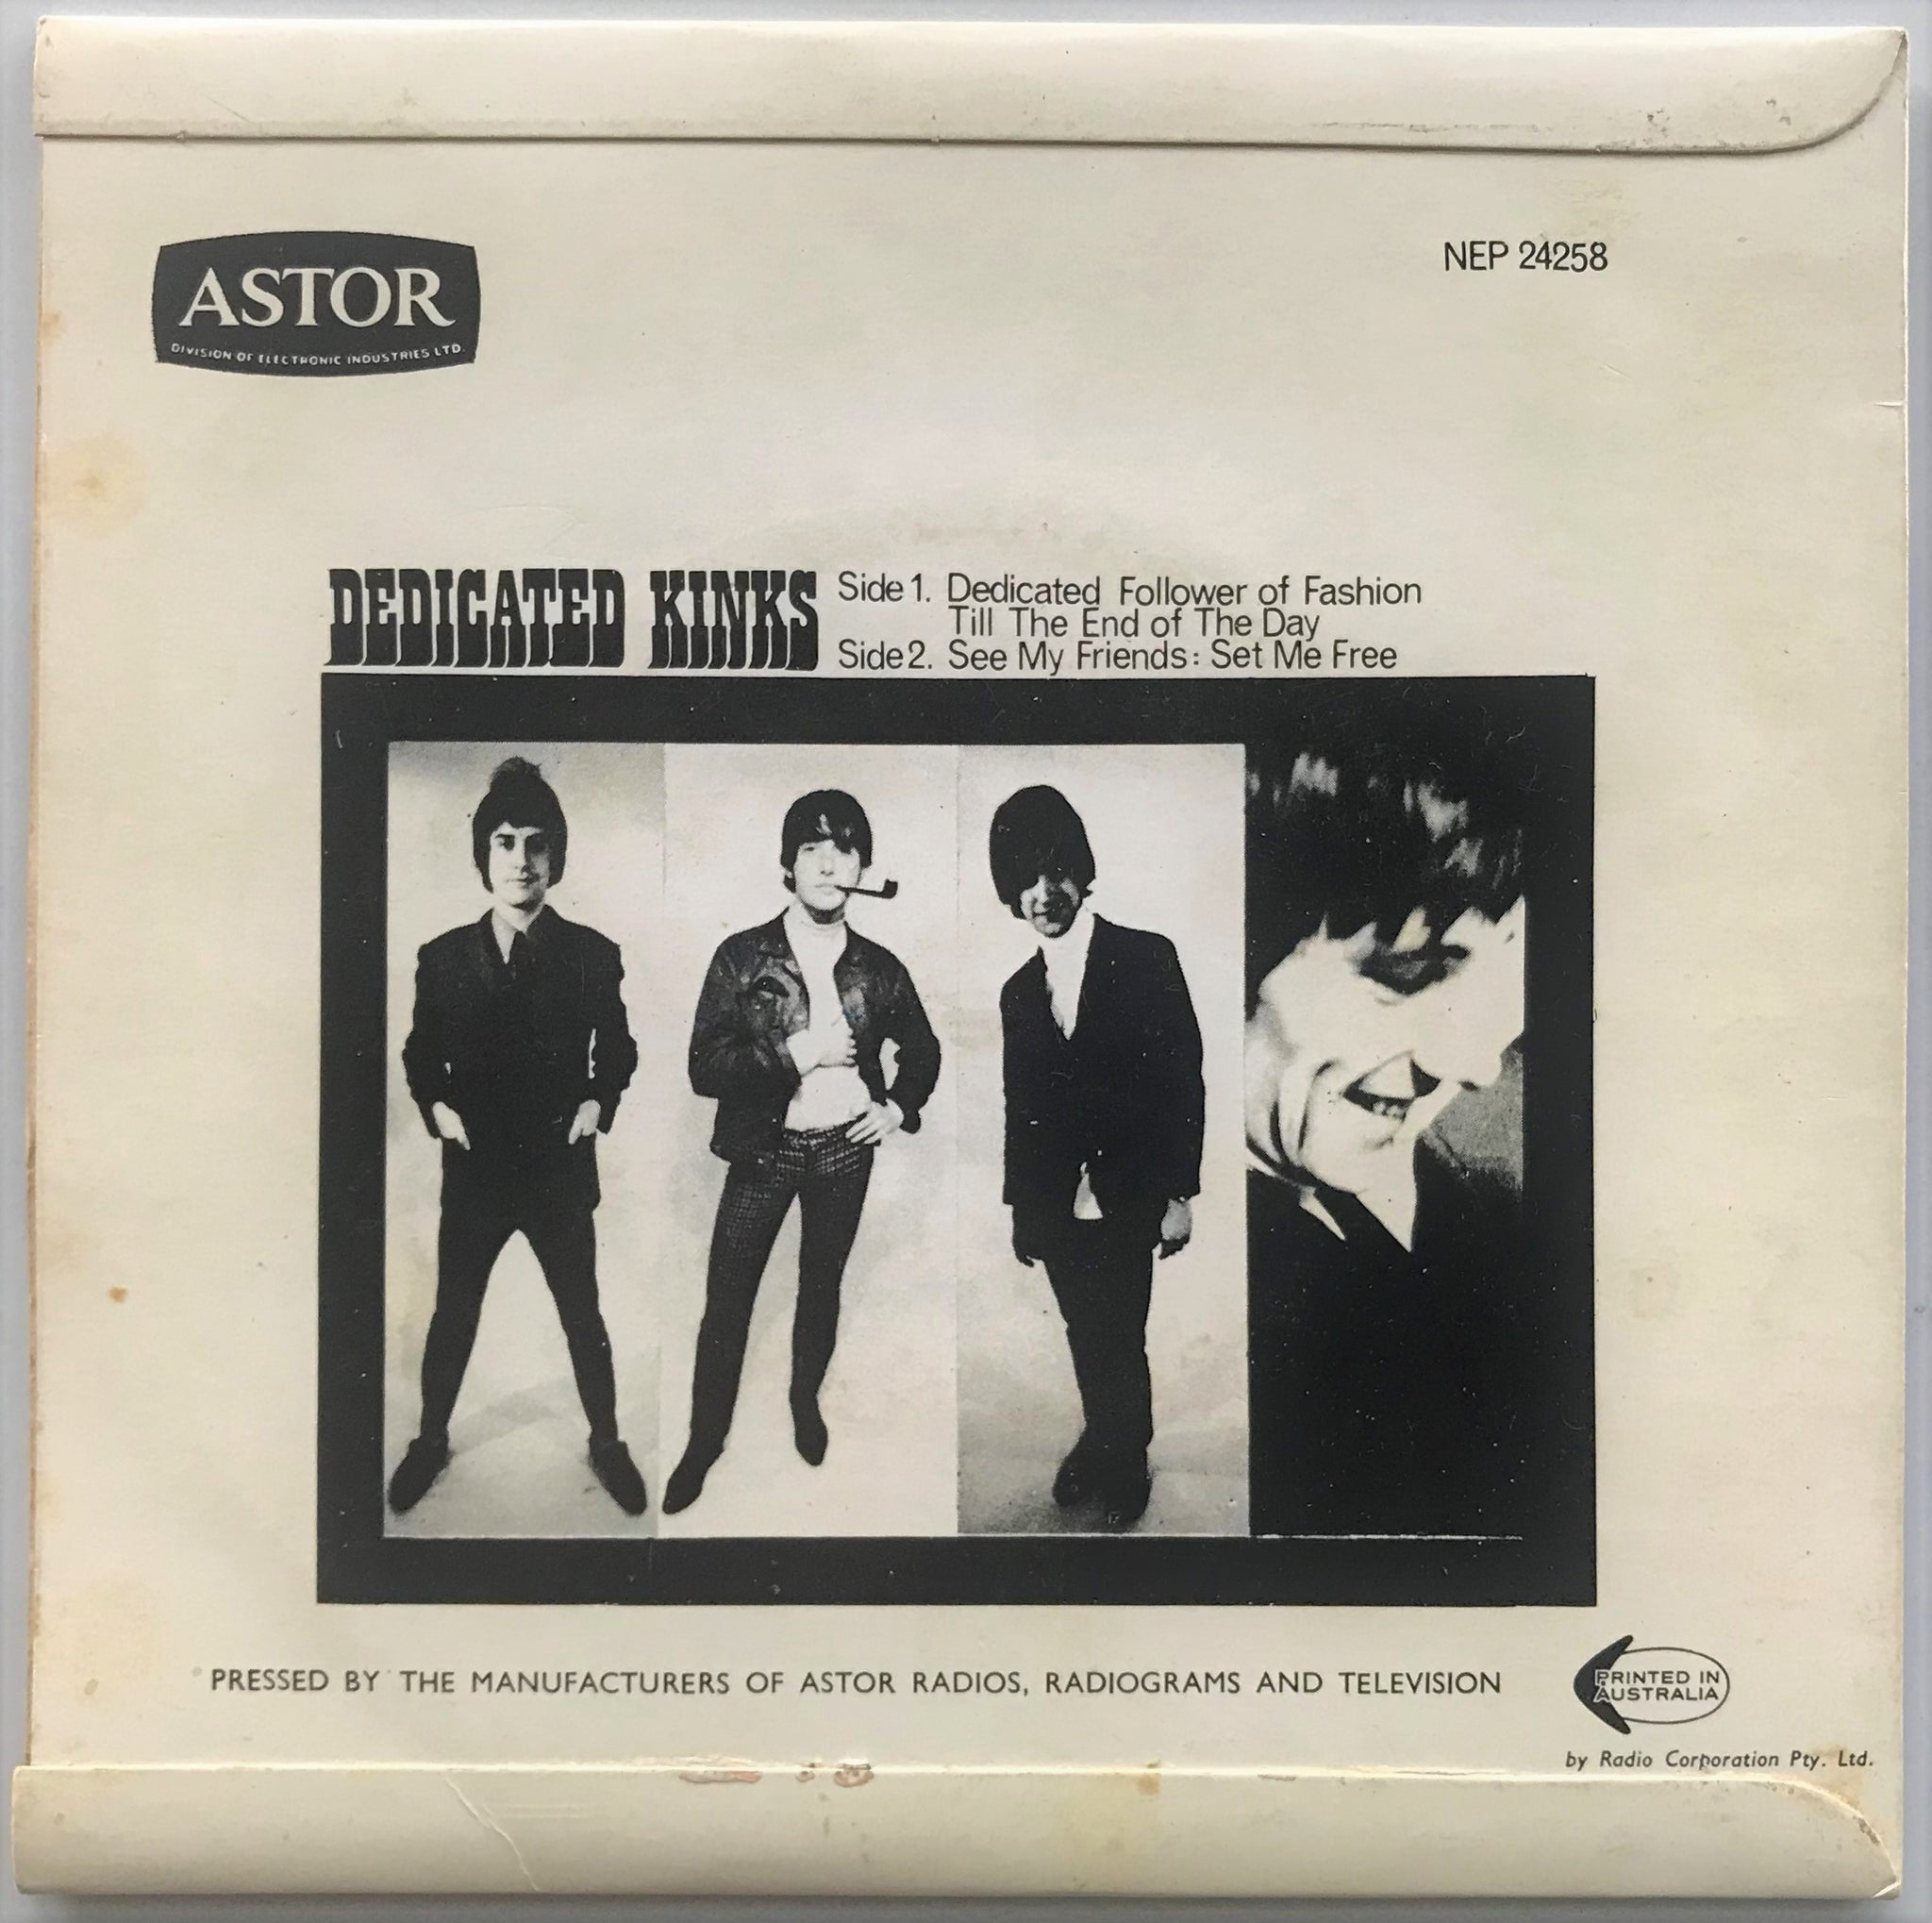 ASTOR
DIVISION OF ELECTRONIC INDUSTRIES LTD.
NEP 24258
DEDICATED KINKS
Side 1. Dedicated Follower of Fashion
Till The End of The Day
Side 2. See My Friends: Set Me Free
PRESSED BY THE MANUFACTURERS OF ASTOR RADIOS, RADIOGRAMS AND TELEVISION
PRINTED IN
AUSTRALIA
by Radio Corporation Pty. Ltd.